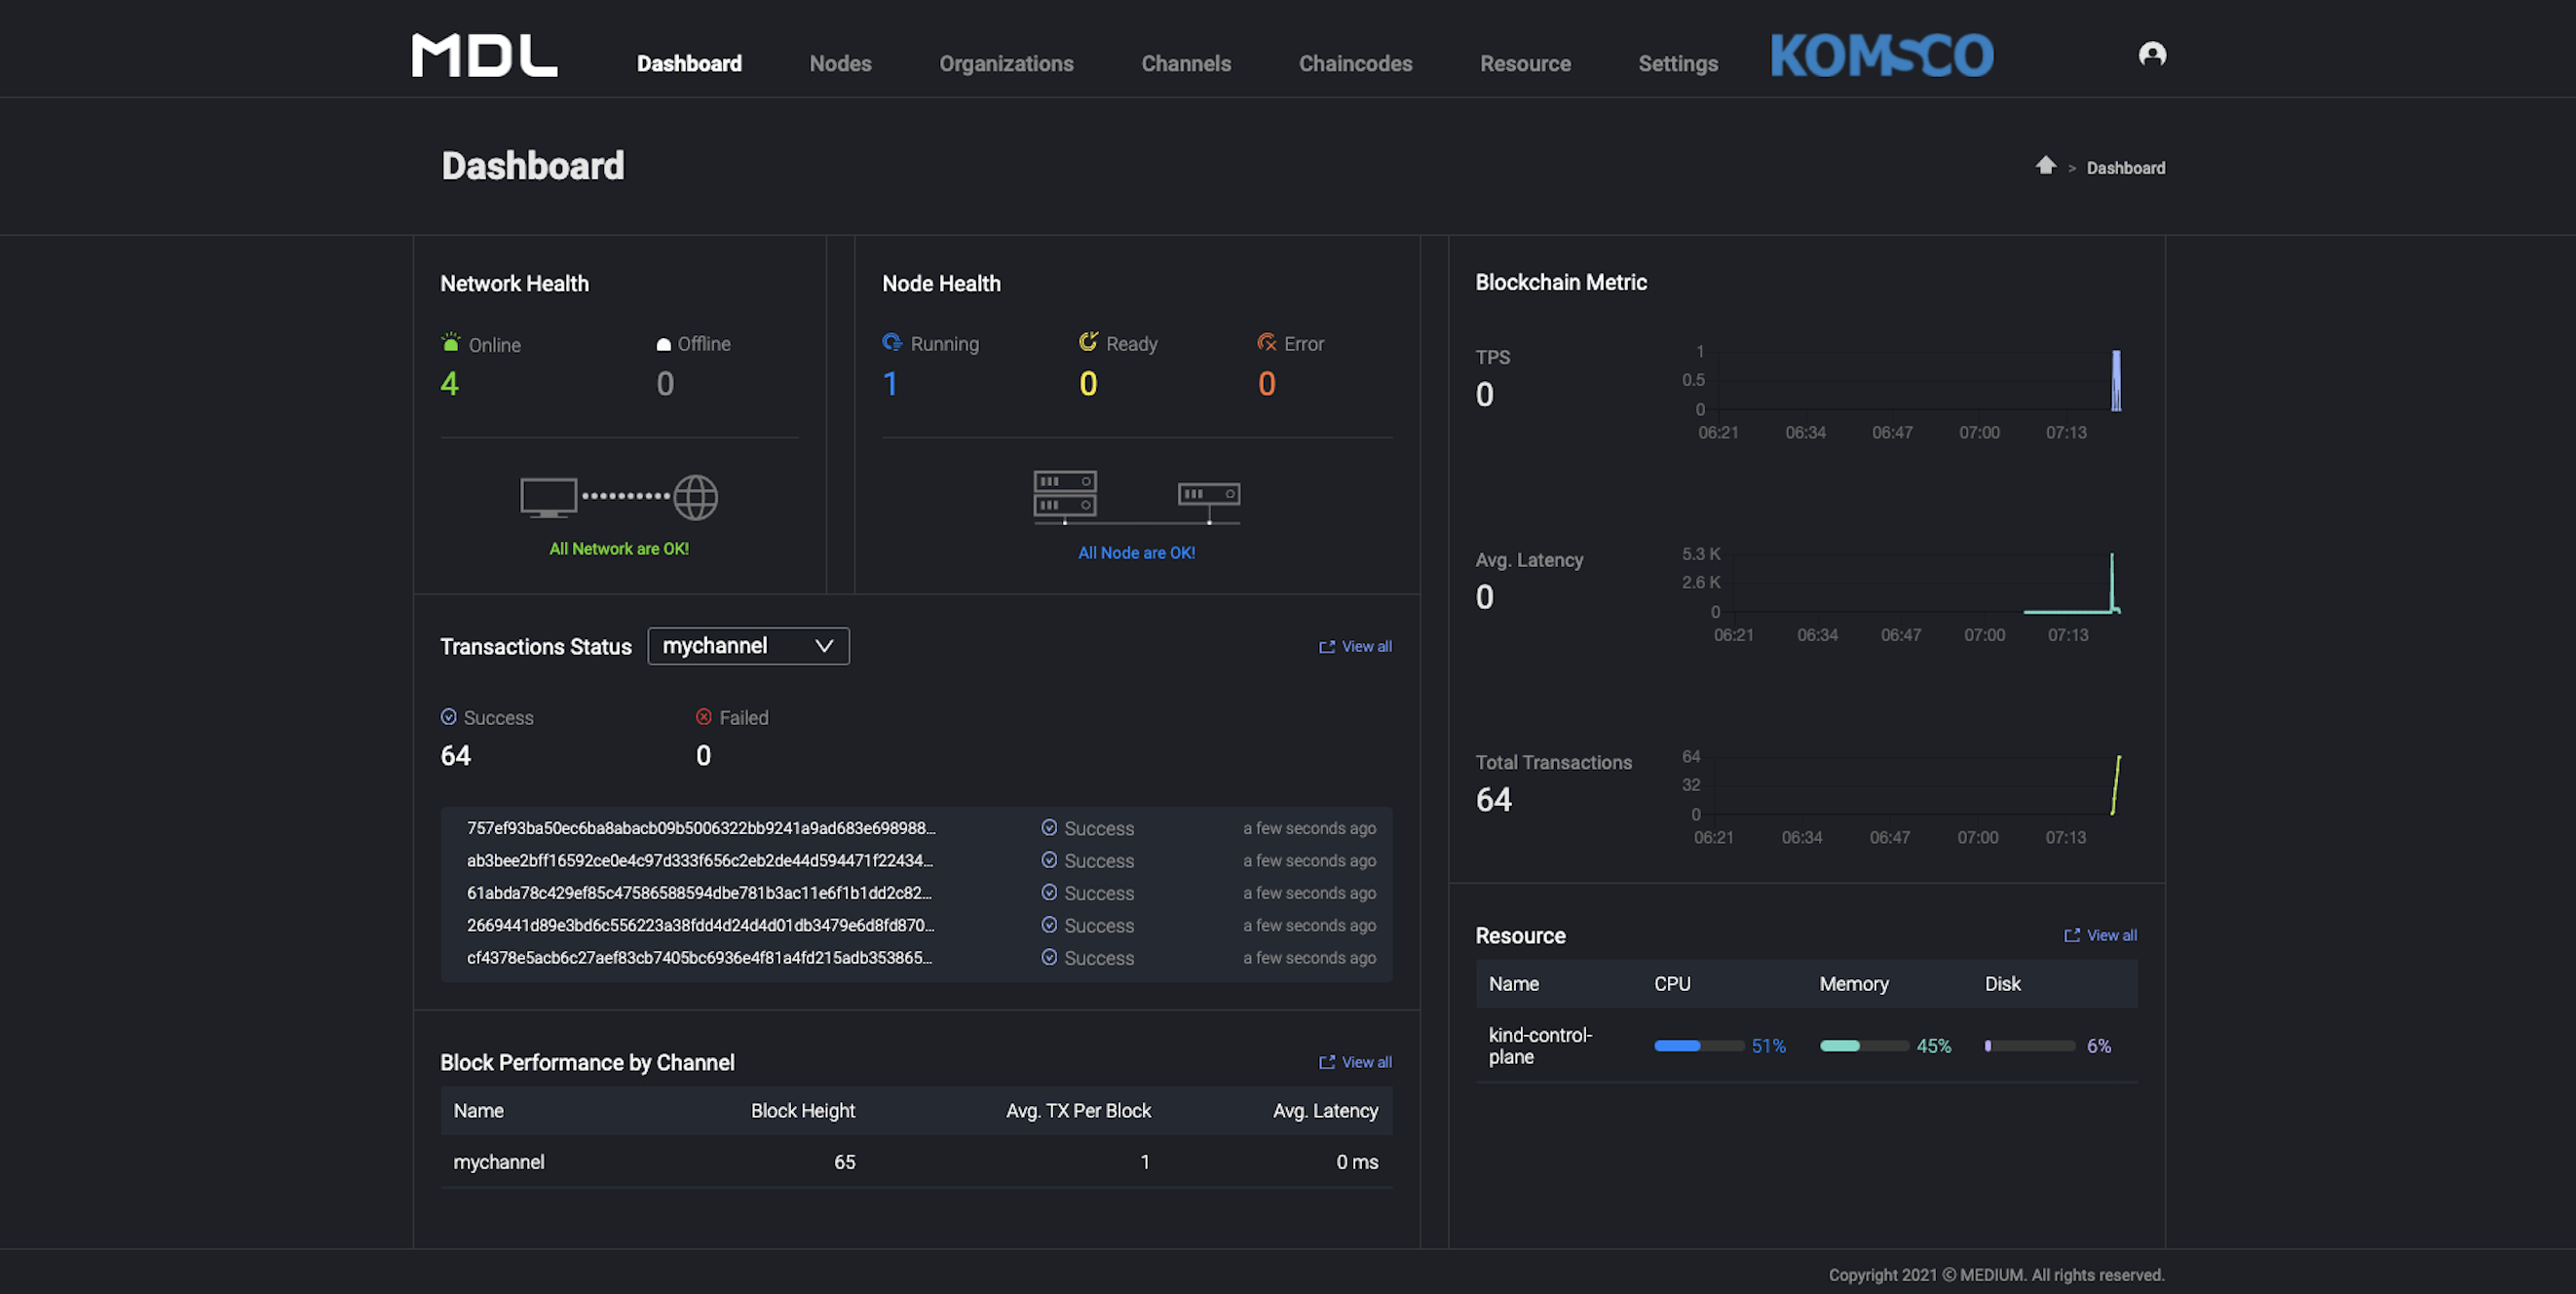 MDL Dashboard Nodes Organizations Channels Chaincodes Resource Settings KOMSCO
Dashboard
> Dashboard
Network Health
Online Offline
4 0
All Network are OK!
Node Health
Running Ready Error
1 0 0
All Node are OK!
Transactions Status mychannel View all
Success Failed
64 0
757ef93ba50ec6ba8abacb09b5006322bb9241a9ad683e698988... Success a few seconds ago
ab3bee2bff16592ce0e4c97d333f656c2eb2de44d594471f22434... Success a few seconds ago
61abda78c429ef85c47586588594dbe781b3ac11e6f1b1dd2c82... Success a few seconds ago
2669441d89e3bd6c556223a38fdd4d24d4d01db3479e6d8fd870... Success a few seconds ago
cf4378e5acb6c27aef83cb7405bc6936e4f81a4fd215adb353865... Success a few seconds ago
Block Performance by Channel View all
Name Block Height Avg. TX Per Block Avg. Latency
mychannel 65 1 0 ms
Blockchain Metric
TPS
0
1
0.5
0
06:21 06:34 06:47 07:00 07:13
Avg. Latency
0
5.3 K
2.6 K
0
06:21 06:34 06:47 07:00 07:13
Total Transactions
64
64
32
0
06:21 06:34 06:47 07:00 07:13
Resource View all
Name CPU Memory Disk
kind-control-
plane 51% 45% 6%
Copyright 2021 © MEDIUM. All rights reserved.